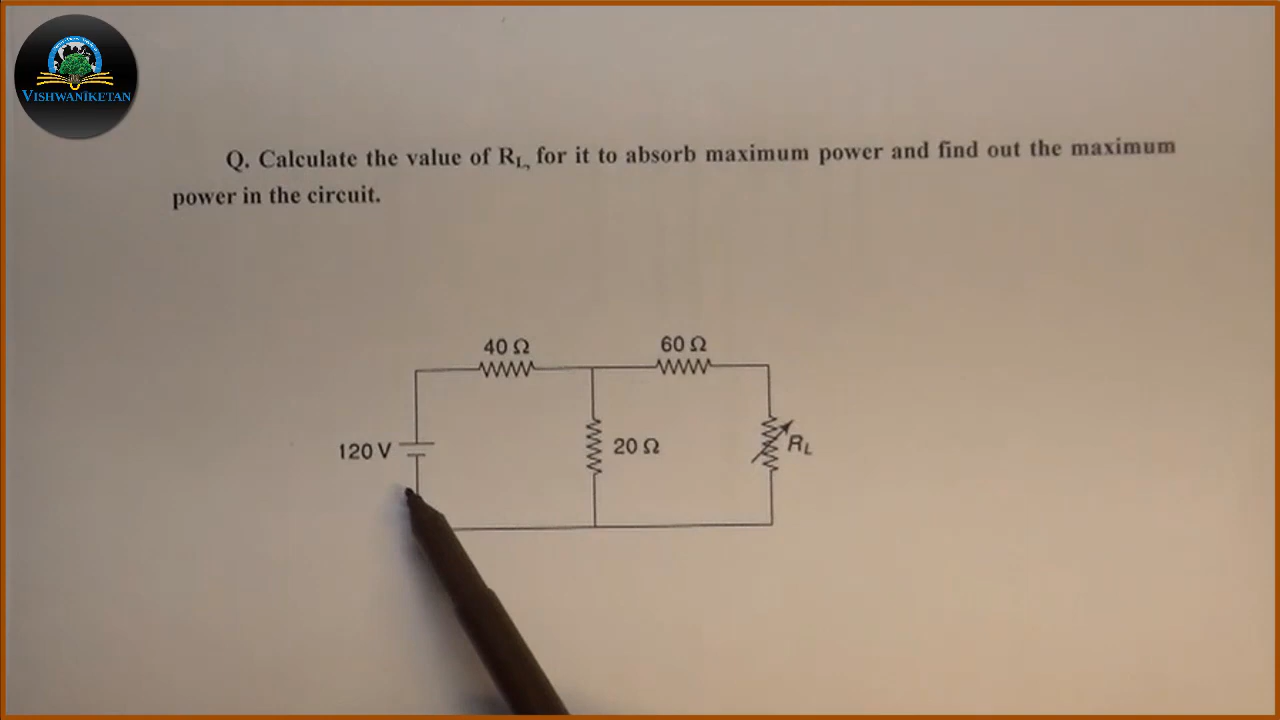 VISHWANIKETAN
Q. Calculate the value of RL, for it to absorb maximum power and find out the maximum
power in the circuit.
40 Ω
60 Ω
120 V
20 Ω
RL